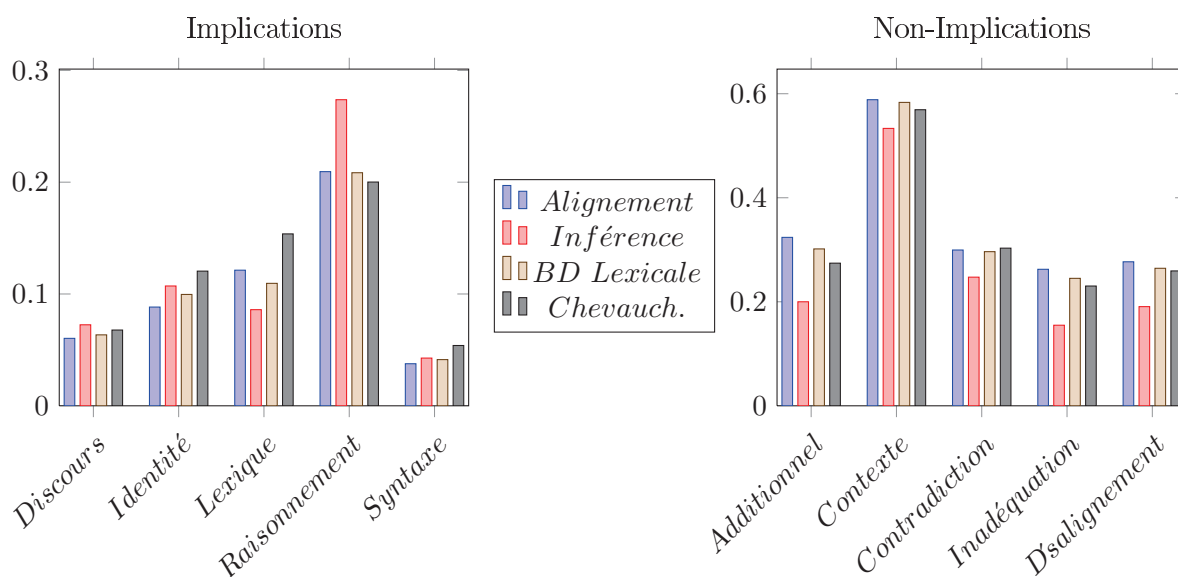 Implications
0.3
0.2
0.1
0
Discours
Identité
Lexique
Raisonnement
Syntaxe
Alignement
Inférence
BD Lexicale
Chevauch.
Non-Implications
0.6
0.4
0.2
0
Additionnel
Contexte
Contradiction
Inadéquation
D'salignement